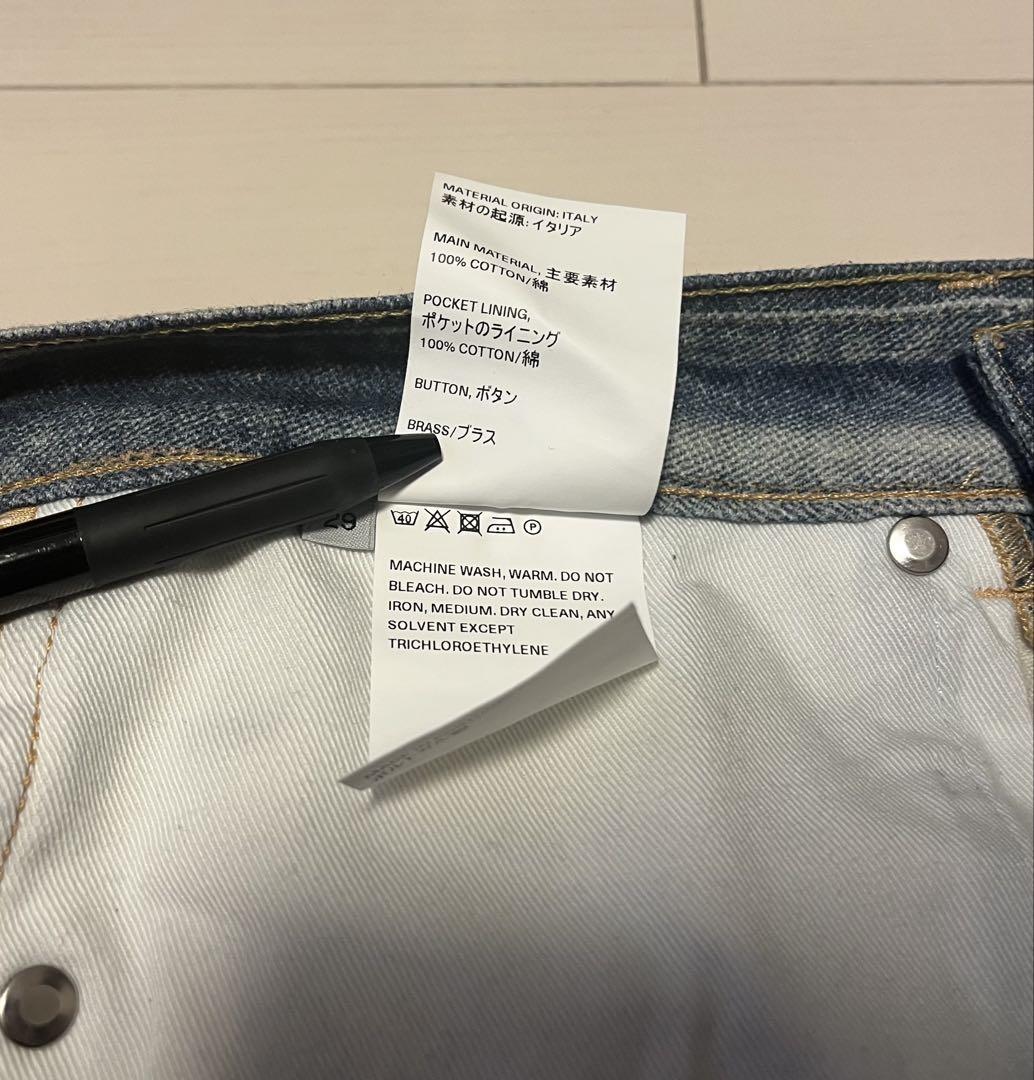 MATERIAL ORIGIN: ITALY
素材の起源: イタリア
MAIN MATERIAL, 主要素材
100% COTTON/綿
POCKET LINING,
ポケットのライニング
100% COTTON/綿
BUTTON, ボタン
BRASS/ブラス
29
40 P
MACHINE WASH, WARM. DO NOT
BLEACH. DO NOT TUMBLE DRY.
IRON, MEDIUM. DRY CLEAN, ANY
SOLVENT EXCEPT
TRICHLOROETHYLENE